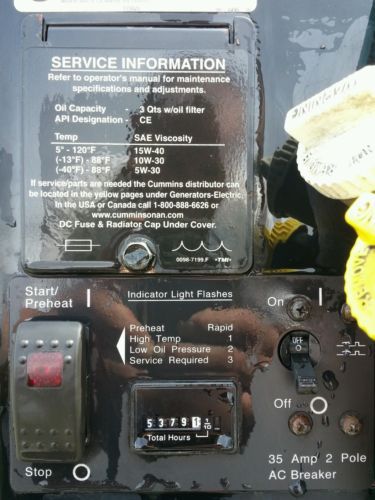 SERVICE INFORMATION
Refer to operator's manual for maintenance
specifications and adjustments.
Oil Capacity - 3 Qts w/oil filter
API Designation - CE
Temp SAE Viscosity
5° - 120°F 15W-40
(-13°F) - 88°F 10W-30
(-40°F) - 88°F 5W-30
If service/parts are needed the Cummins distributor can
be located in the yellow pages under Generators-Electric.
In the USA or Canada call 1-800-888-6626 or
www.cumminsonan.com
DC Fuse & Radiator Cap Under Cover.
0098-7199.F -TMI-
Start/
Preheat
Indicator Light Flashes
On
Preheat Rapid
High Temp 1
Low Oil Pressure 2
Service Required 3
OFF
Off
53791 1/10
Total Hours
Stop
35 Amp 2 Pole
AC Breaker